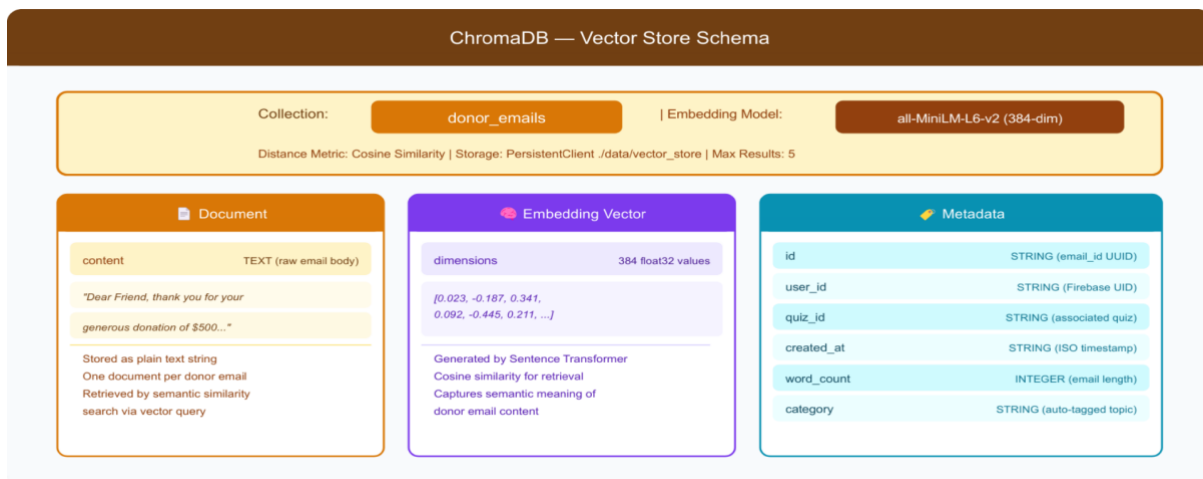 ChromaDB — Vector Store Schema
Collection: donor_emails | Embedding Model: all-MiniLM-L6-v2 (384-dim)
Distance Metric: Cosine Similarity | Storage: PersistentClient ./data/vector_store | Max Results: 5
Document
content TEXT (raw email body)
"Dear Friend, thank you for your
generous donation of $500..."
Stored as plain text string
One document per donor email
Retrieved by semantic similarity
search via vector query
Embedding Vector
dimensions 384 float32 values
[0.023, -0.187, 0.341,
0.092, -0.445, 0.211, ...]
Generated by Sentence Transformer
Cosine similarity for retrieval
Captures semantic meaning of
donor email content
Metadata
id STRING (email_id UUID)
user_id STRING (Firebase UID)
quiz_id STRING (associated quiz)
created_at STRING (ISO timestamp)
word_count INTEGER (email length)
category STRING (auto-tagged topic)